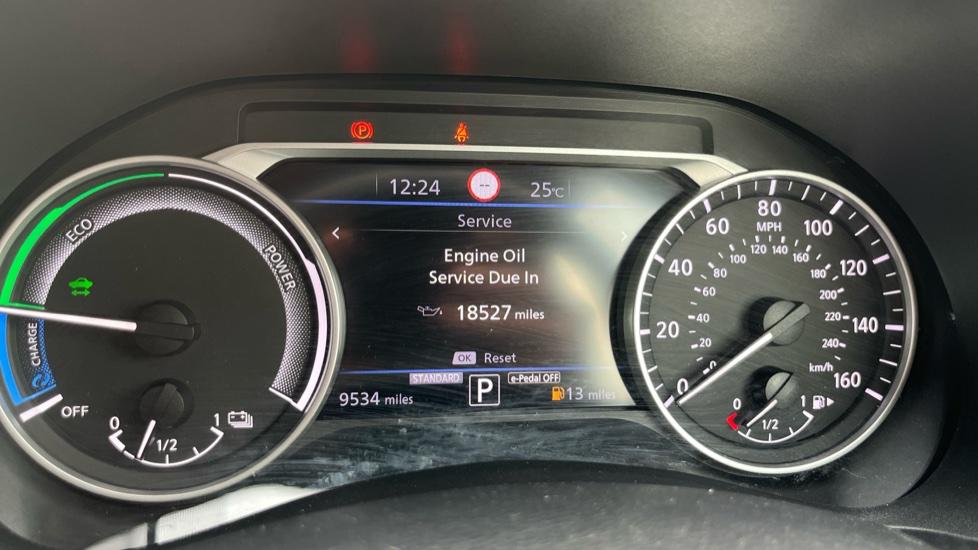 P
12:24
--
25°C
Service
Engine Oil
Service Due In
18527 miles
OK Reset
STANDARD
P
e-Pedal OFF
9534 miles
13 miles
ECO
POWER
CHARGE
OFF
0 1/2 1
MPH
0 20 40 60 80 100 120 140 160
0 20 40 60 80 100 120 140 160 180 200 220 240
km/h
0 1/2 1